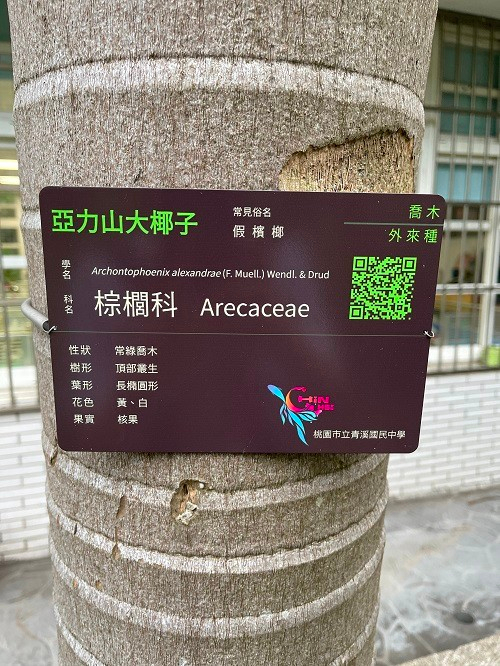 亞力山大椰子
常見俗名
假檳榔
喬木
外來種
學名 Archontophoenix alexandrae (F. Muell.) Wendl. & Drud
科名 棕櫚科 Arecaceae
性狀 常綠喬木
樹形 頂部叢生
葉形 長橢圓形
花色 黃、白
果實 核果
桃園市立青溪國民中學